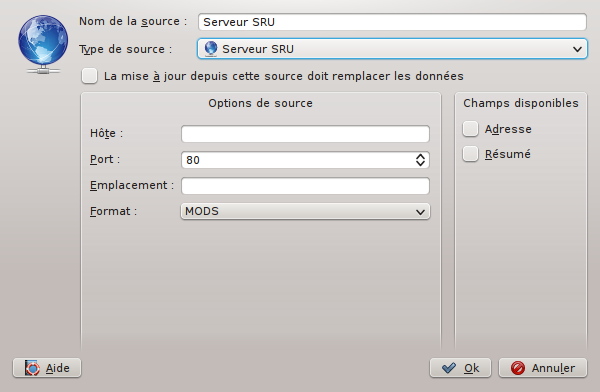 Nom de la source :
Serveur SRU
Type de source :
Serveur SRU
La mise à jour depuis cette source doit remplacer les données
Options de source
Hôte :
Port :
80
Emplacement :
Format :
MODS
Champs disponibles
Adresse
Résumé
Aide
Ok
Annuler